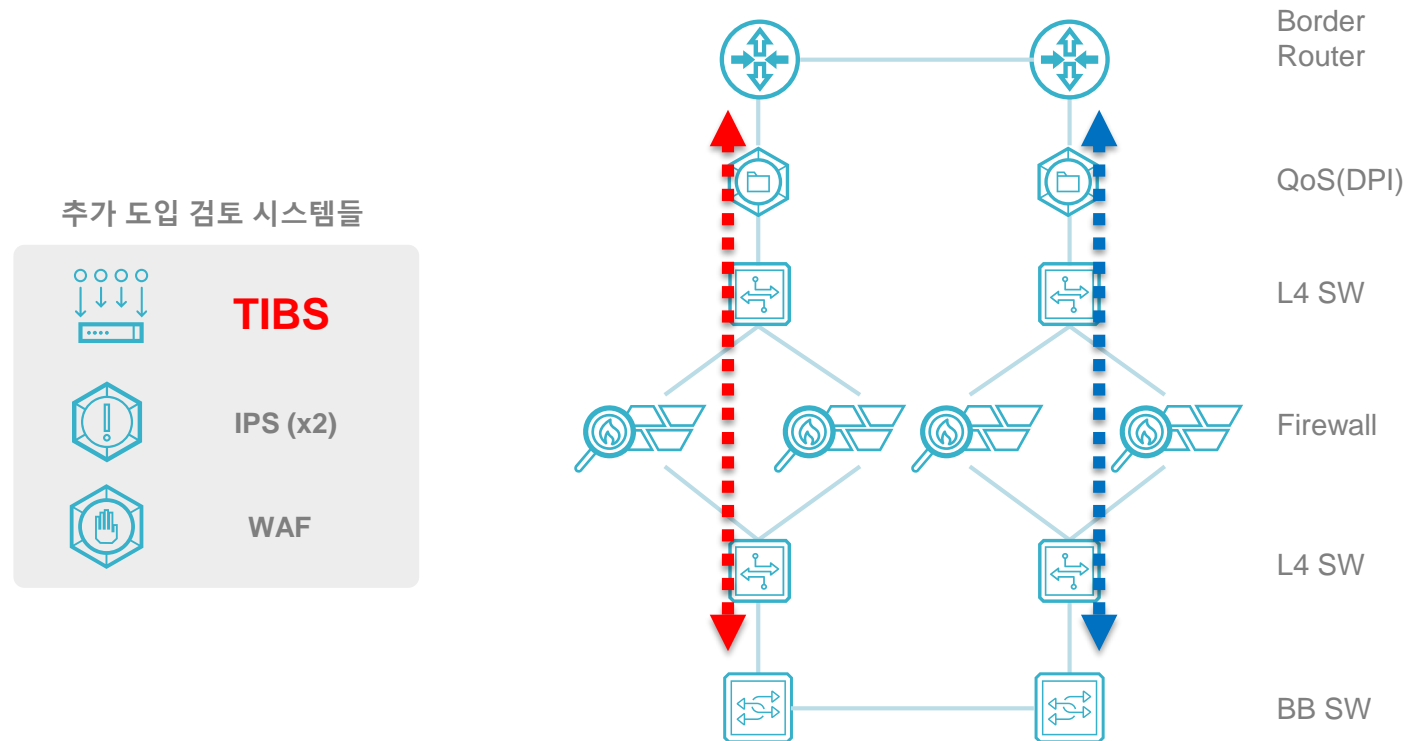 추가 도입 검토 시스템들
TIBS
IPS (x2)
WAF
Border
Router
QoS(DPI)
L4 SW
Firewall
L4 SW
BB SW